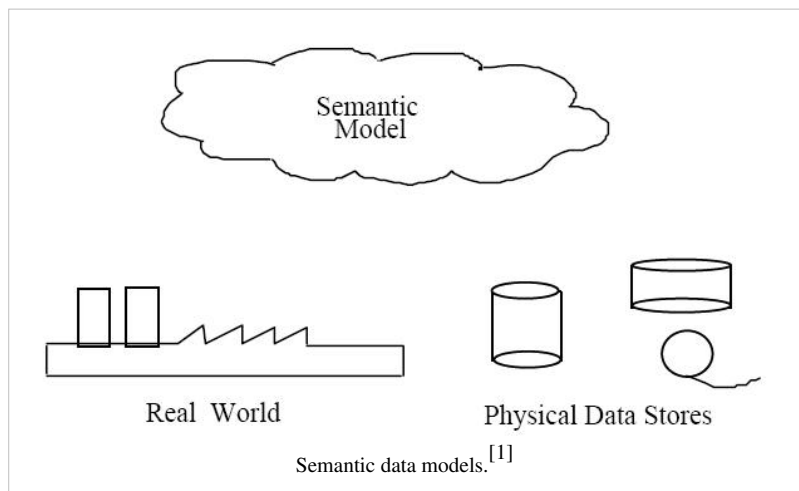 Semantic
Model
Real World
Physical Data Stores
Semantic data models.[1]